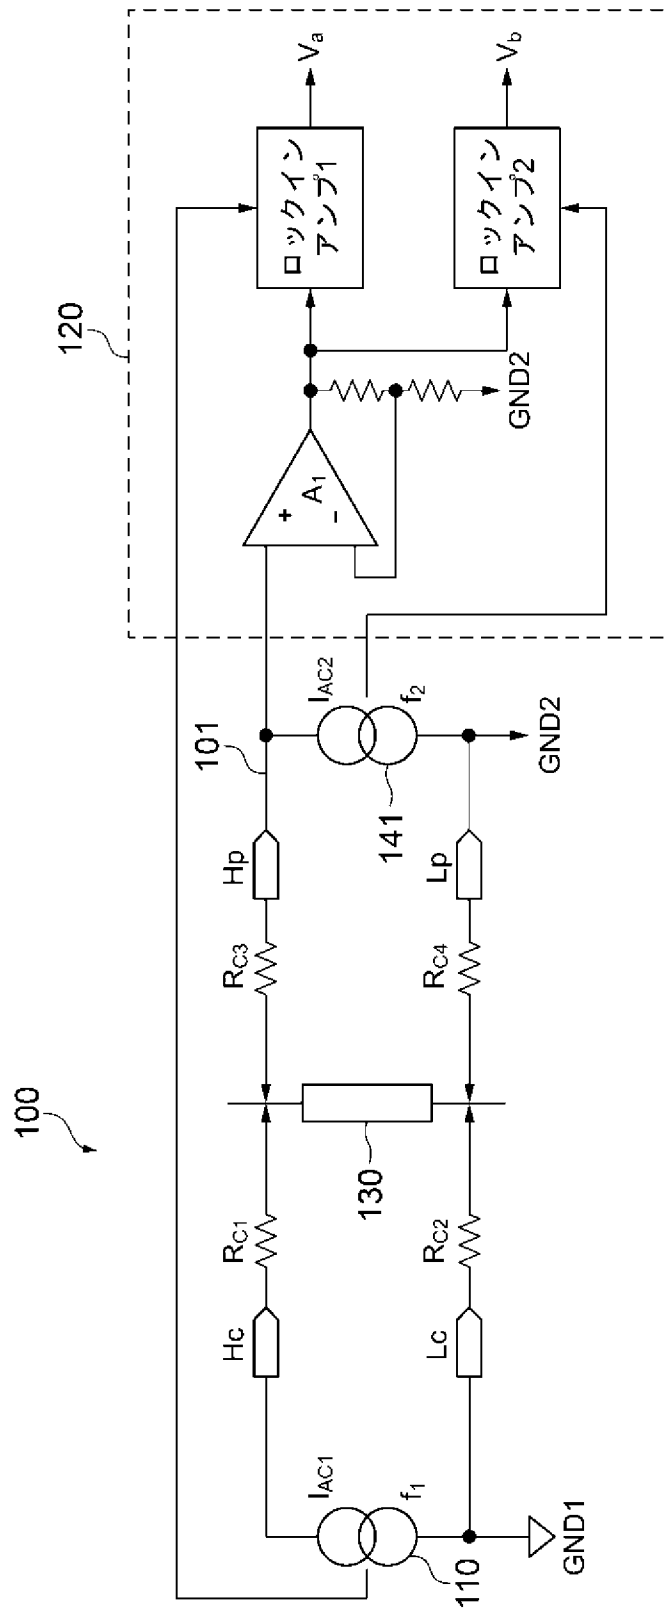 100
120
ロックイン
アンプ1
Va
ロックイン
アンプ2
Vb
A1
+
−
GND2
101
IAC2
f2
141
GND2
Hp
RC3
Lp
RC4
130
RC1
Hc
RC2
Lc
IAC1
f1
110
GND1